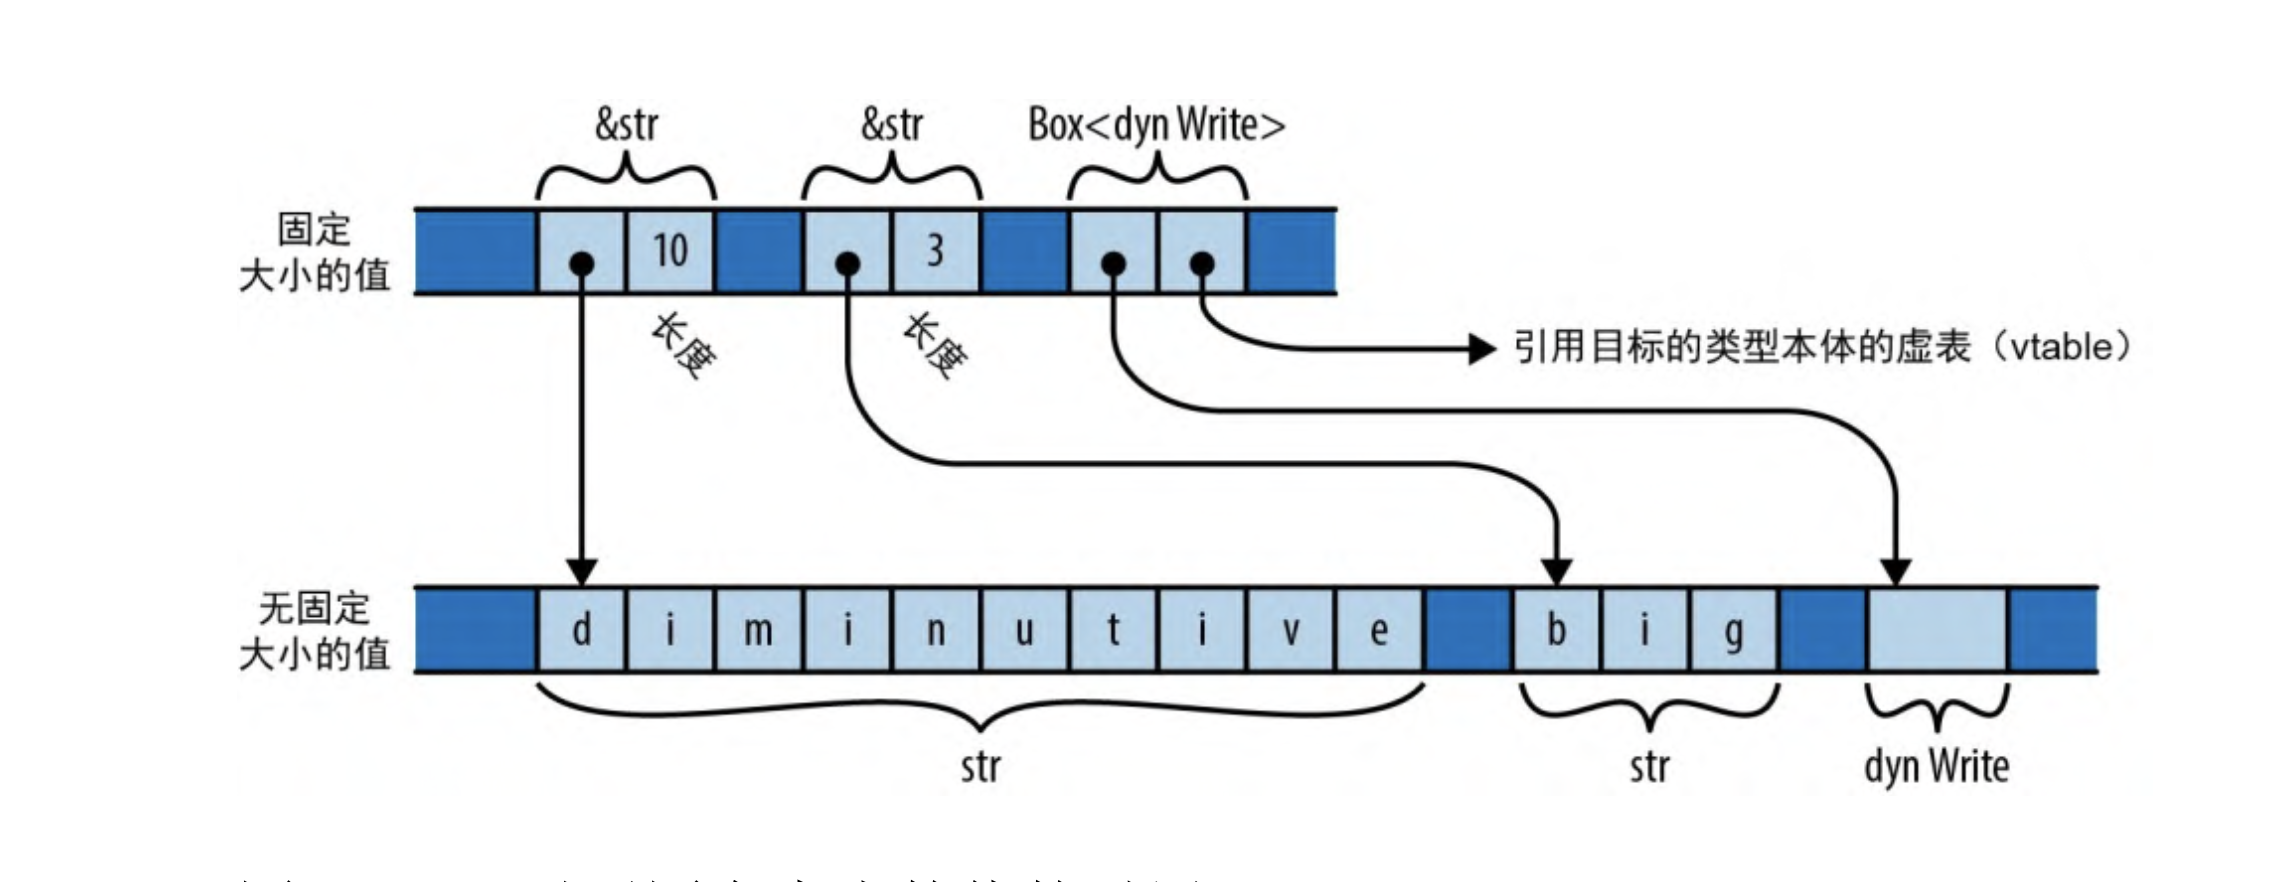 &str
&str
Box<dyn Write>
固定
大小的值
10
3
长度
长度
引用目标的类型本体的虚表（vtable）
无固定
大小的值
d i m i n u t i v e
b i g
str
str
dyn Write